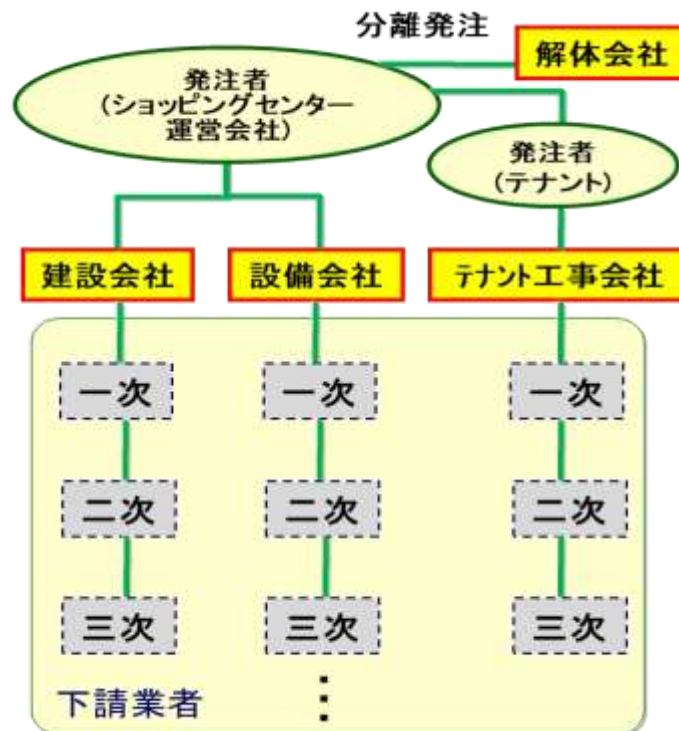 分離発注
解体会社
発注者
(ショッピングセンター
運営会社)
発注者
(テナント)
建設会社
設備会社
テナント工事会社
一次
一次
一次
二次
二次
二次
三次
三次
三次
下請業者